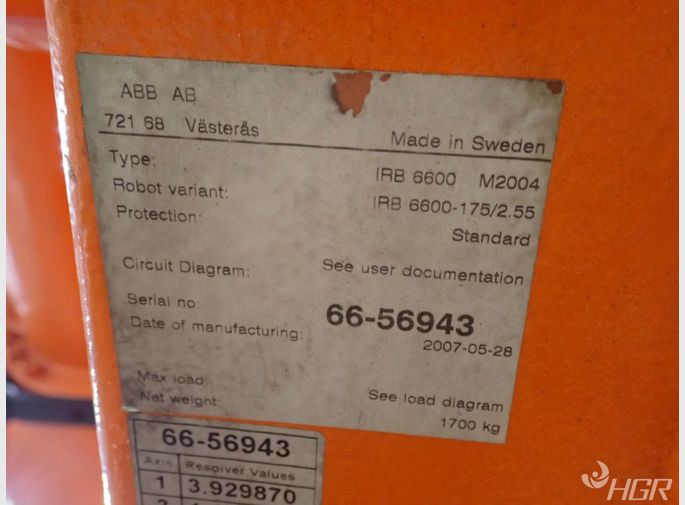 ABB AB
721 68 Västerås Made in Sweden
Type: IRB 6600 M2004
Robot variant: IRB 6600-175/2.55
Protection: Standard
Circuit Diagram: See user documentation
Serial no: 66-56943
Date of manufacturing: 2007-05-28
Max load: See load diagram
Net weight: 1700 kg
66-56943
Axis Resolver Values
1 3.929870
HGR